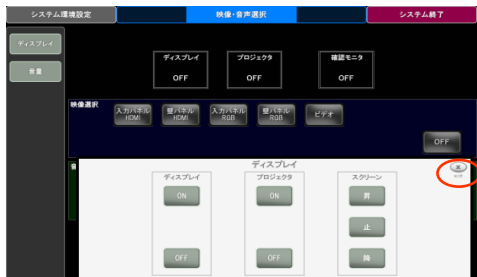 システム環境設定 映像・音声選択 システム終了
ディスプレイ
音量
ディスプレイ プロジェクタ 確認モニタ
OFF OFF OFF
映像選択
入力パネル HDMI
壁パネル HDMI
入力パネル RGB
壁パネル RGB
ビデオ
OFF
音
ディスプレイ
ディスプレイ プロジェクタ スクリーン
ON ON 昇
止
OFF OFF 降